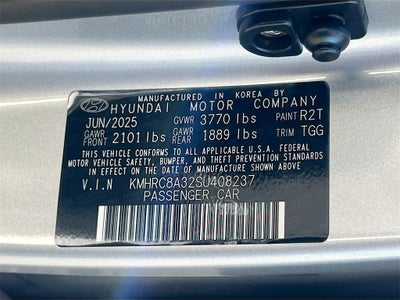 MANUFACTURED IN KOREA BY
HYUNDAI MOTOR COMPANY
JUN/2025 GVWR 3770 lbs PAINT R2T
GAWR 2101 lbs GAWR 1889 lbs TRIM TGG
THIS VEHICLE CONFORMS TO ALL APPLICABLE U.S.A. FEDERAL
MOTOR VEHICLE SAFETY, BUMPER, AND THEFT PREVENTION STANDARDS
IN EFFECT ON THE DATE OF MANUFACTURE SHOWN ABOVE.
V.I.N KMHRC8A32SU408237
PASSENGER CAR